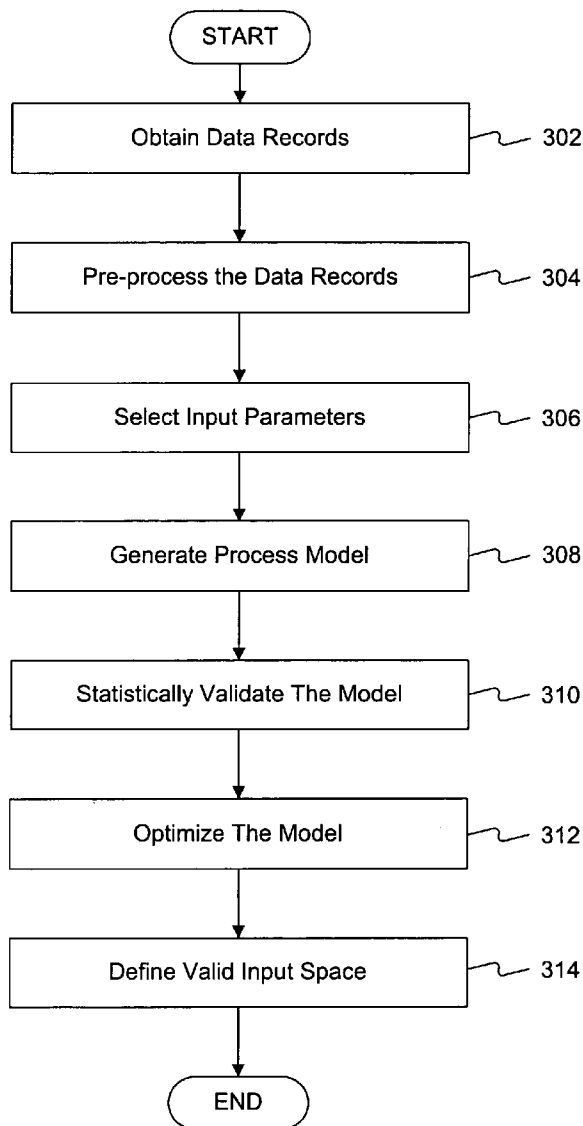 START
Obtain Data Records
302
Pre-process the Data Records
304
Select Input Parameters
306
Generate Process Model
308
Statistically Validate The Model
310
Optimize The Model
312
Define Valid Input Space
314
END